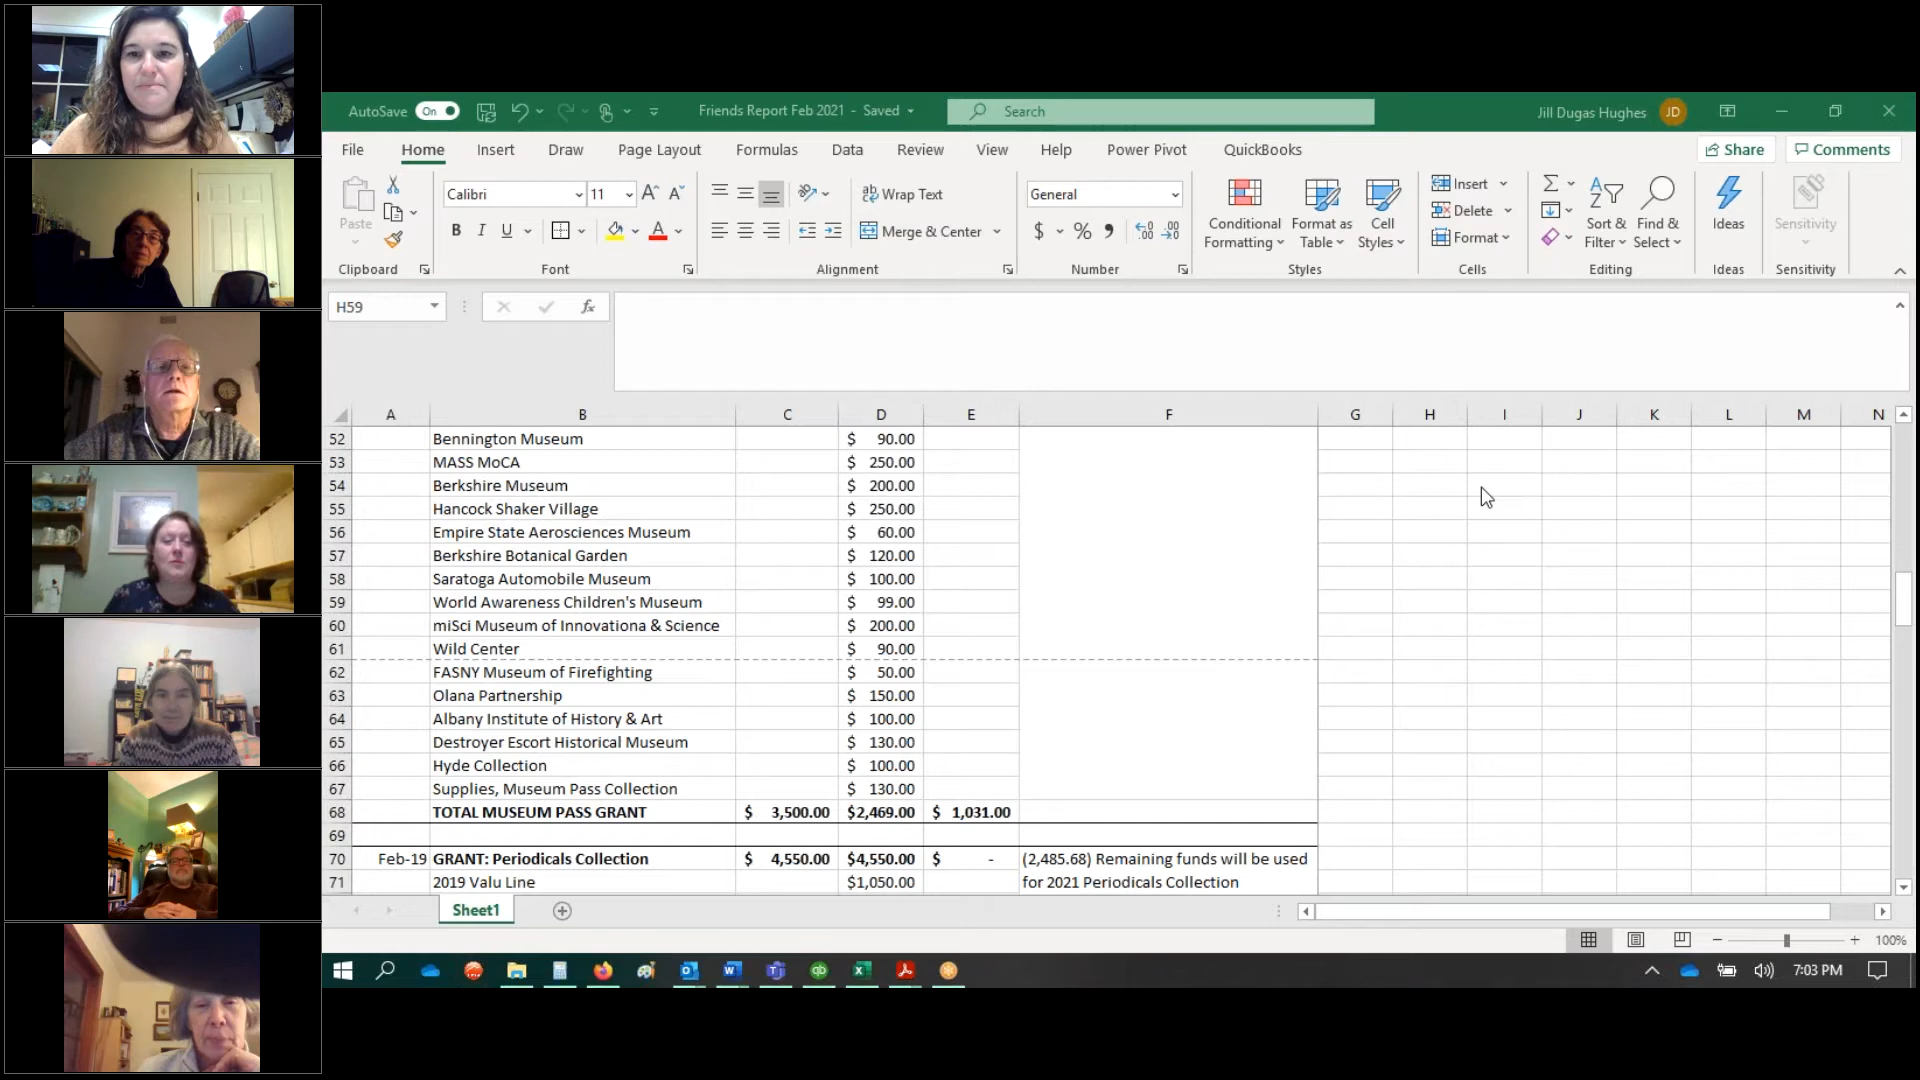 AutoSave On Friends Report Feb 2021 - Saved Search Jill Dugas Hughes JD
File Home Insert Draw Page Layout Formulas Data Review View Help Power Pivot QuickBooks Share Comments
Calibri 11 Wrap Text General Insert
Paste B I U A Merge & Center $ % Conditional Formatting Format as Table Cell Styles Delete Sort & Filter Find & Select Ideas Sensitivity
Format
Clipboard Font Alignment Number Styles Cells Editing Ideas Sensitivity
H59 fx
A B C D E F G H I J K L M N
52 Bennington Museum $ 90.00
53 MASS MoCA $ 250.00
54 Berkshire Museum $ 200.00
55 Hancock Shaker Village $ 250.00
56 Empire State Aerosciences Museum $ 60.00
57 Berkshire Botanical Garden $ 120.00
58 Saratoga Automobile Museum $ 100.00
59 World Awareness Children's Museum $ 99.00
60 miSci Museum of Innovationa & Science $ 200.00
61 Wild Center $ 90.00
62 FASNY Museum of Firefighting $ 50.00
63 Olana Partnership $ 150.00
64 Albany Institute of History & Art $ 100.00
65 Destroyer Escort Historical Museum $ 130.00
66 Hyde Collection $ 100.00
67 Supplies, Museum Pass Collection $ 130.00
68 TOTAL MUSEUM PASS GRANT $ 3,500.00 $2,469.00 $ 1,031.00
69
70 Feb-19 GRANT: Periodicals Collection $ 4,550.00 $4,550.00 $ - (2,485.68) Remaining funds will be used
71 2019 Valu Line $1,050.00 for 2021 Periodicals Collection
Sheet1
100%
7:03 PM